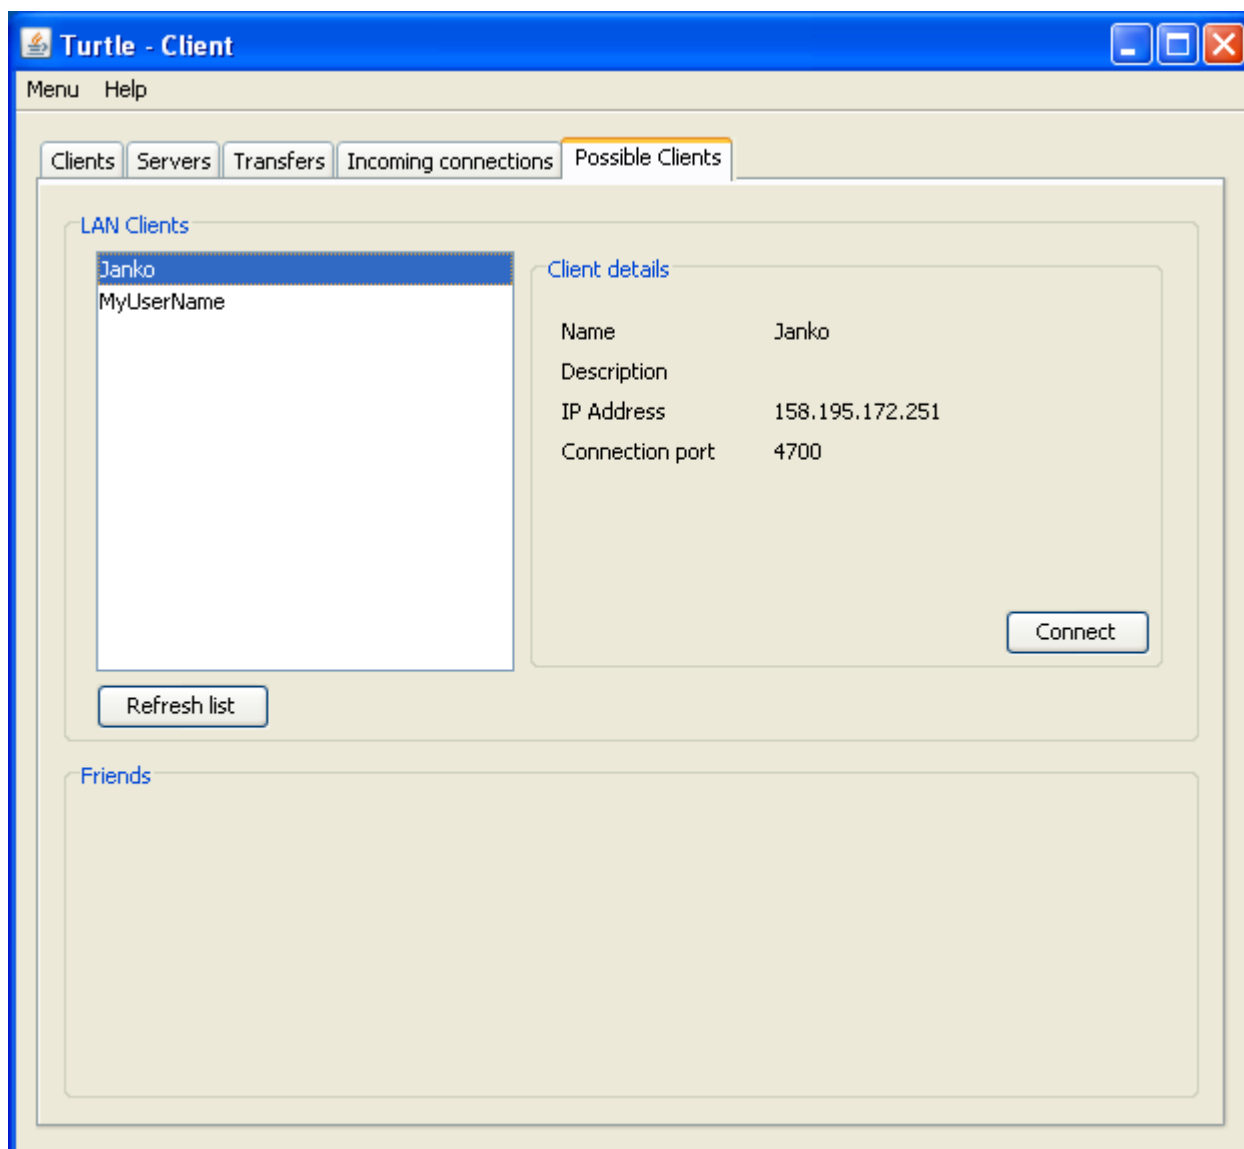 Turtle - Client
Menu Help
Clients Servers Transfers Incoming connections Possible Clients
LAN Clients
Janko
MyUserName
Client details
Name Janko
Description
IP Address 158.195.172.251
Connection port 4700
Connect
Refresh list
Friends